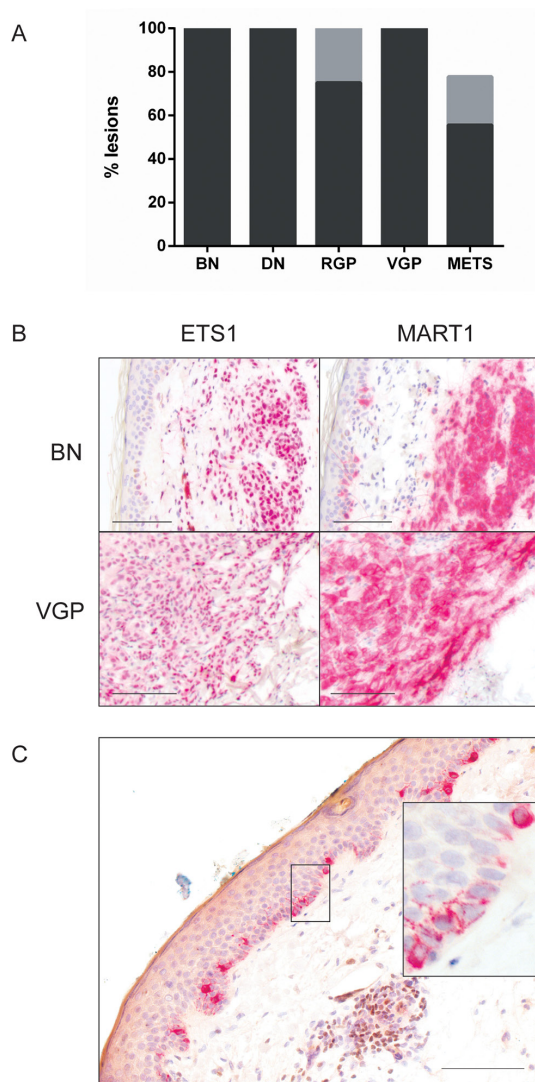 A
% lesions
100
80
60
40
20
0
BN DN RGP VGP METS
B
ETS1 MART1
BN
VGP
C